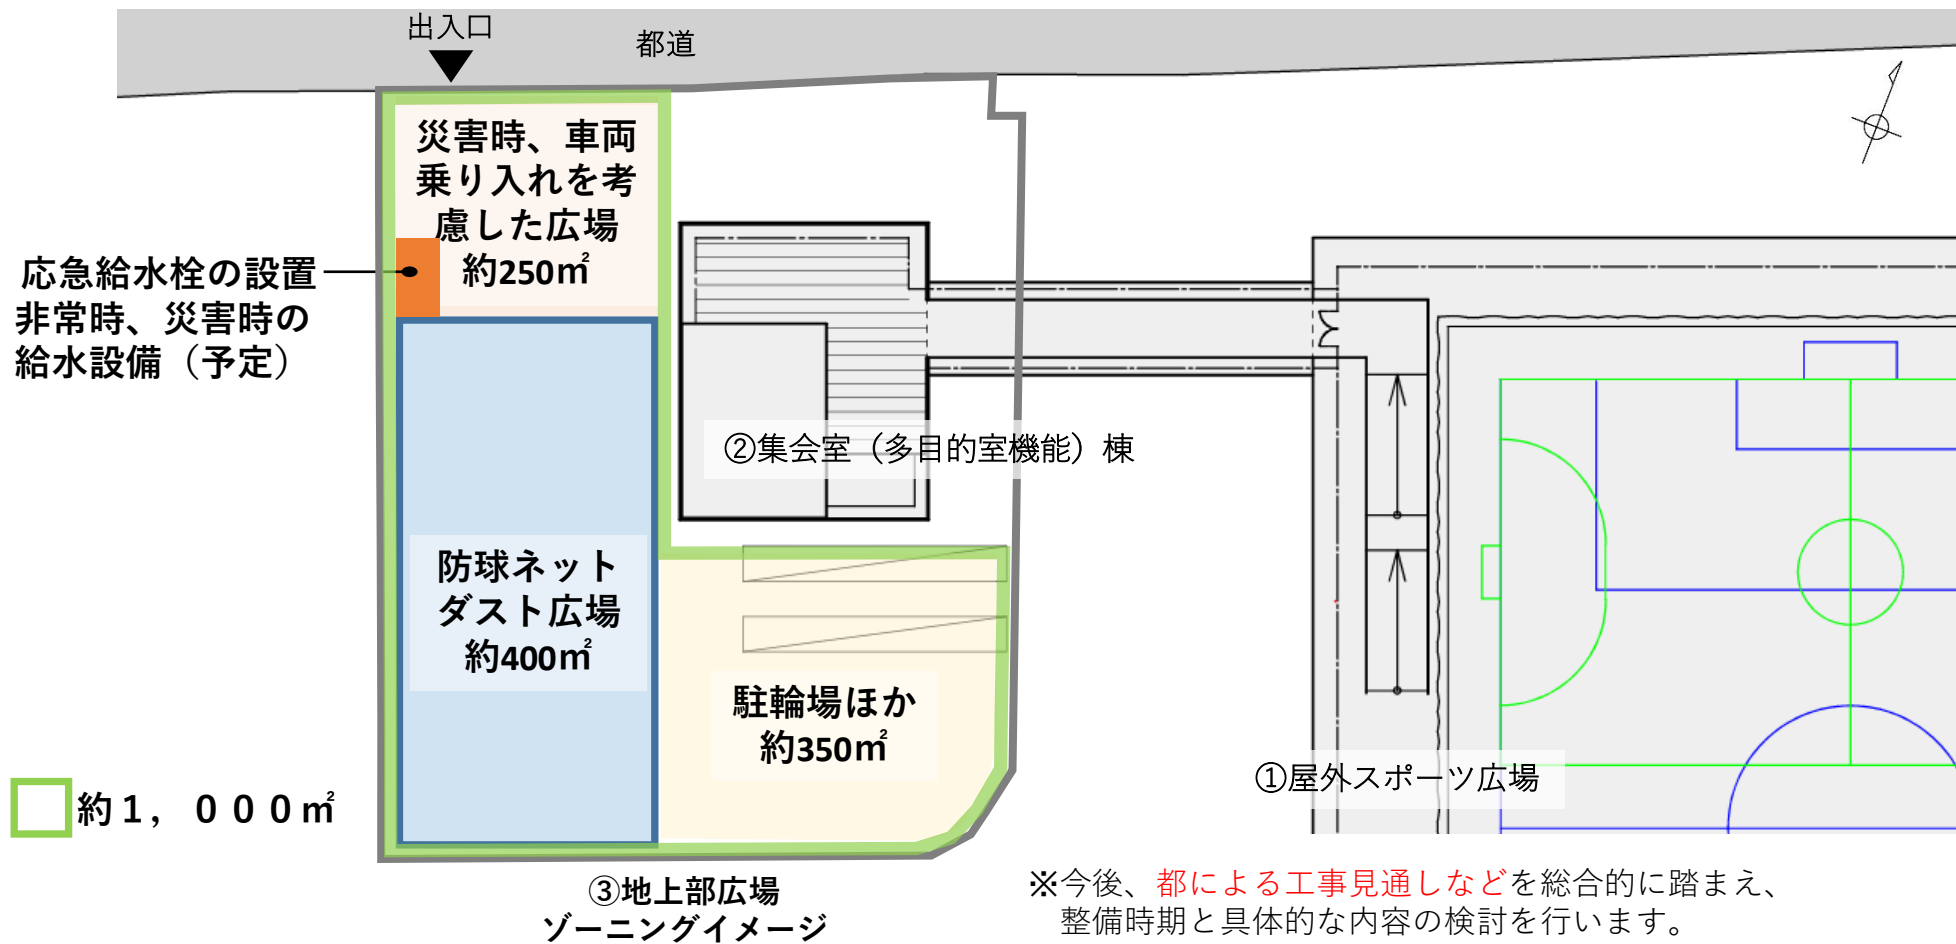 出入口
都道
災害時、車両
乗り入れを考
慮した広場
約250㎡
応急給水栓の設置
非常時、災害時の
給水設備（予定）
②集会室（多目的室機能）棟
防球ネット
ダスト広場
約400㎡
駐輪場ほか
約350㎡
①屋外スポーツ広場
約１，０００㎡
③地上部広場
ゾーニングイメージ
※今後、都による工事見通しなどを総合的に踏まえ、
整備時期と具体的な内容の検討を行います。